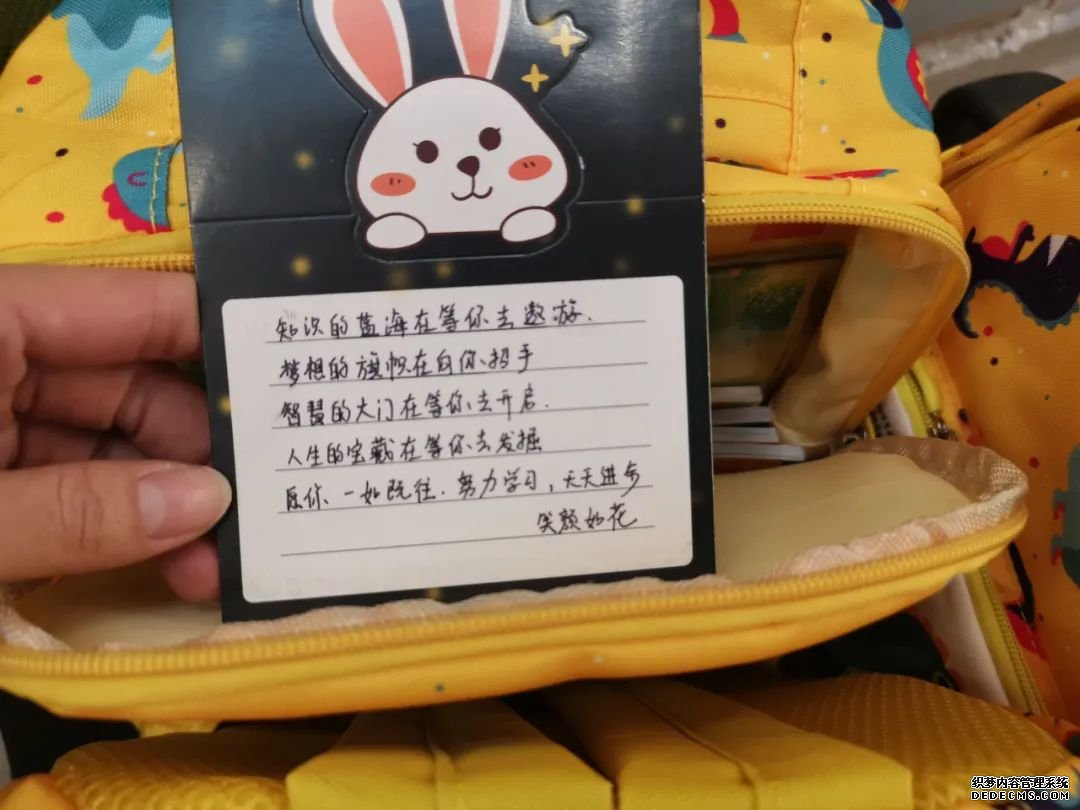 知识的蓝海在等你去遨游.
梦想的旗帜在向你招手
智慧的大门在等你去开启.
人生的宝藏在等你去发掘
愿你一如既往.努力学习,天天进步
笑颜如花
织梦内容管理系统
DEDECMS.COM